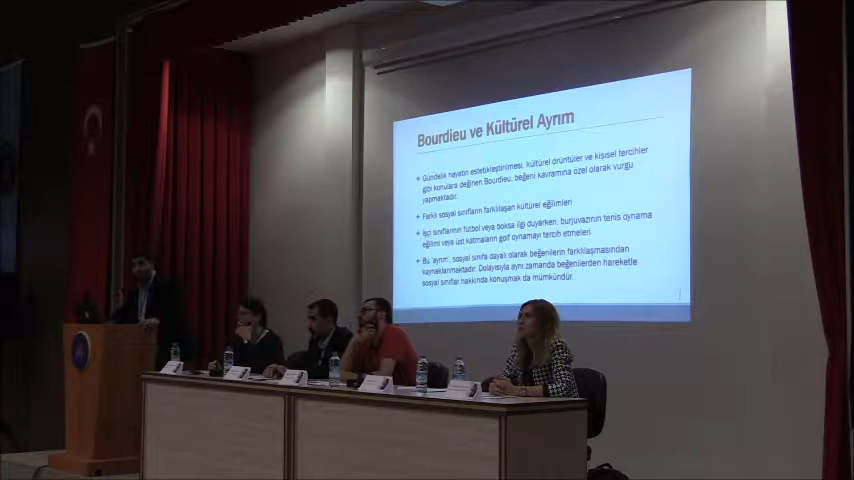 Bourdieu ve Kültürel Ayrım
+ Gündelik hayatın estetikleştirilmesi, kültürel örüntüler ve kişisel tercihler
gibi konulara değinen Bourdieu, beğeni kavramına özel olarak vurgu
yapmaktadır.
+ Farklı sosyal sınıfların farklılaşan kültürel eğilimleri
+ İşçi sınıflarının futbol veya boksa ilgi duyarken, burjuvazinin tenis oynama
eğilimi veya üst katmaların golf oynamayı tercih etmeleri
+ Bu 'ayrım', sosyal sınıfa dayalı olarak beğenilerin farklılaşmasından
kaynaklanmaktadır. Dolayısıyla aynı zamanda beğenilerden hareketle
sosyal sınıflar hakkında konuşmak da mümkündür.